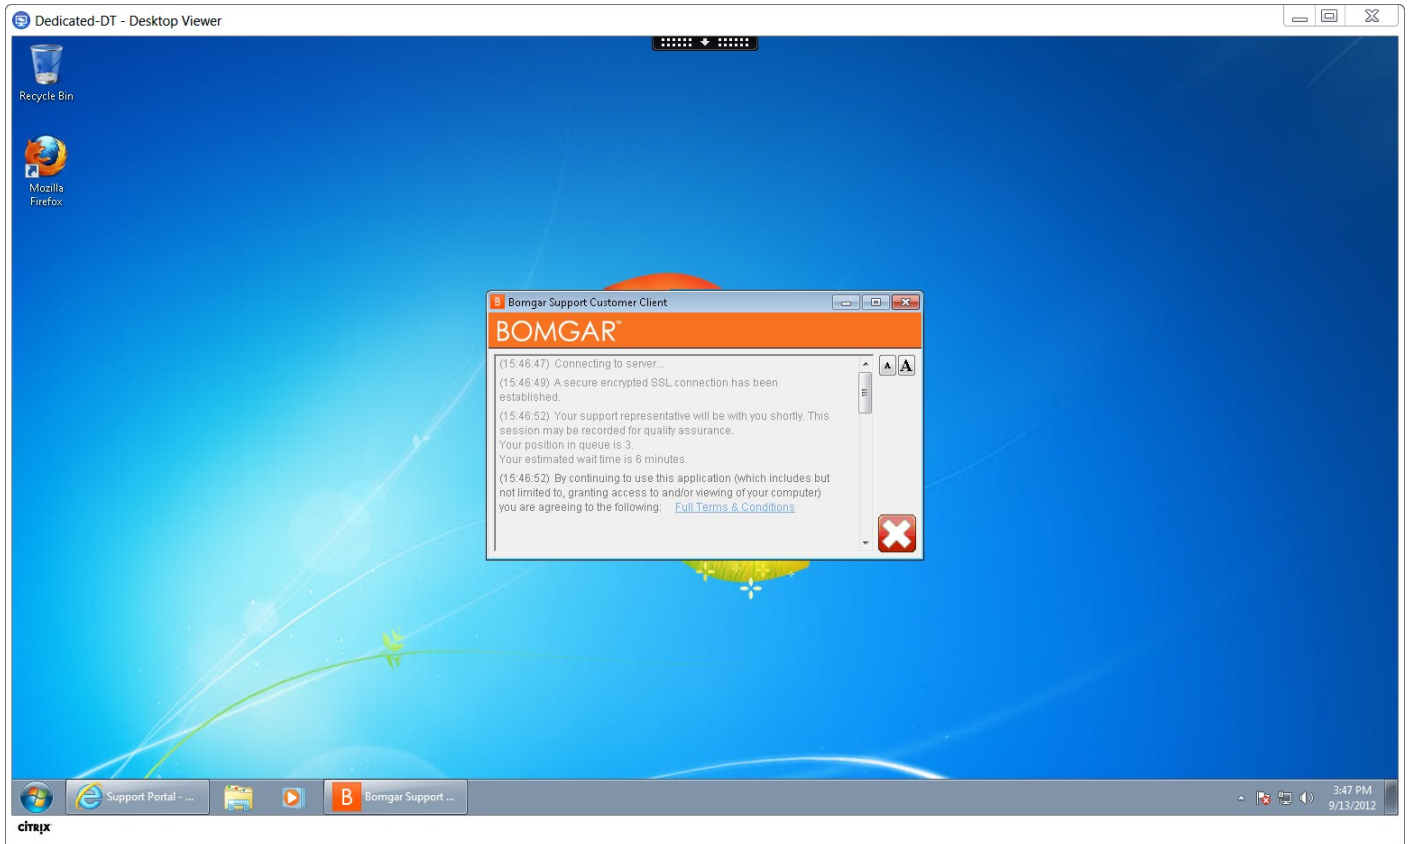 Dedicated-DT - Desktop Viewer
Recycle Bin
Mozilla
Firefox
B Bomgar Support Customer Client
BOMGAR™
(15:46:47) Connecting to server...
(15:46:49) A secure encrypted SSL connection has been
established.
(15:46:52) Your support representative will be with you shortly. This
session may be recorded for quality assurance.
Your position in queue is 3.
Your estimated wait time is 6 minutes.
(15:46:52) By continuing to use this application (which includes but
not limited to, granting access to and/or viewing of your computer)
you are agreeing to the following: Full Terms & Conditions
A A
Support Portal - ...
B Bomgar Support ...
3:47 PM
9/13/2012
CITRIX